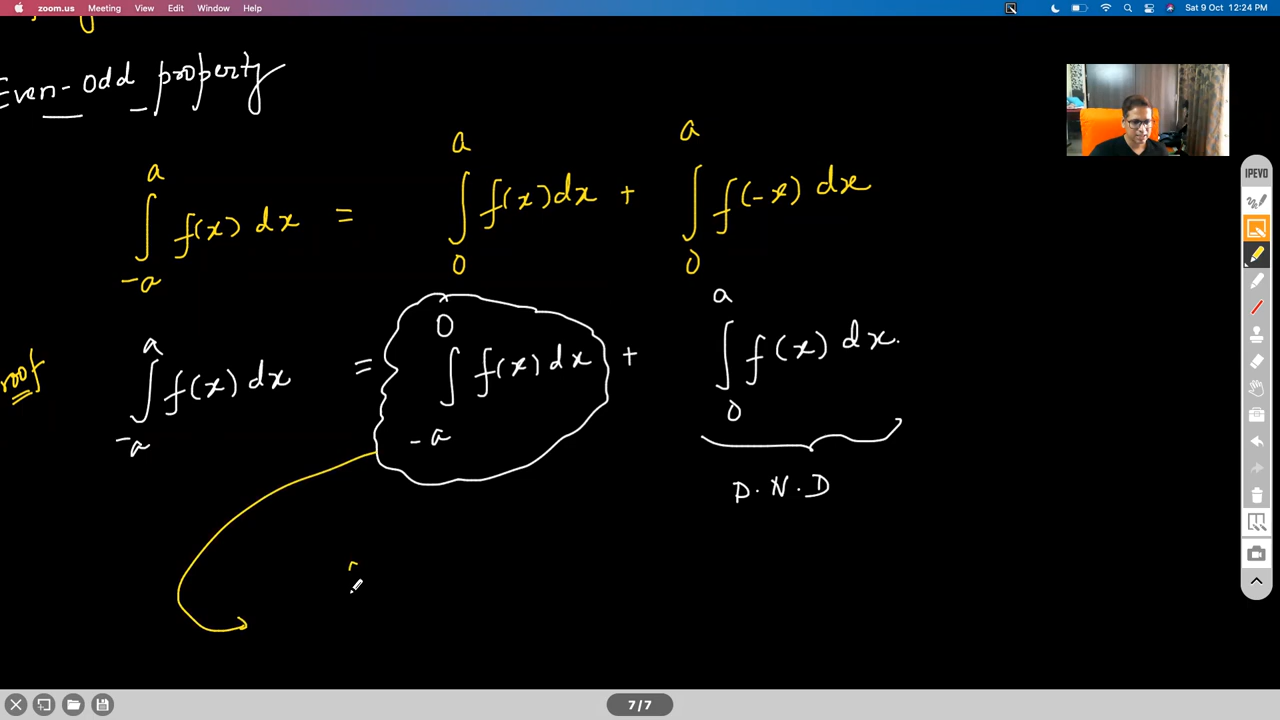 zoom.us Meeting View Edit Window Help Sat 9 Oct 12:24 PM
Even-odd property
∫_{-a}^{a} f(x) dx = ∫_{0}^{a} f(x) dx + ∫_{0}^{a} f(-x) dx
roof ∫_{-a}^{a} f(x) dx = ∫_{-a}^{0} f(x) dx + ∫_{0}^{a} f(x) dx.
D.N.D
IPEVO
7/7